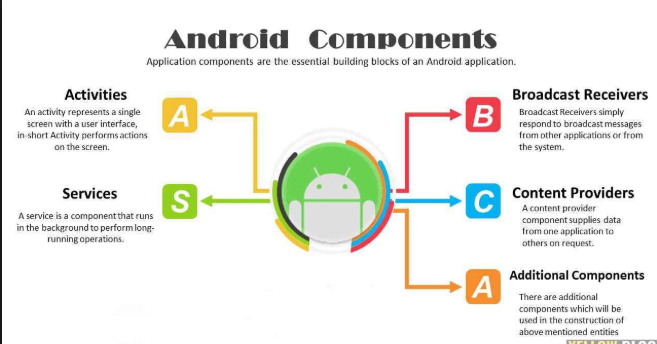 Android Components
Application components are the essential building blocks of an Android application.
Activities
An activity represents a single
screen with a user interface,
in-short Activity performs actions
on the screen.
A
Services
A service is a component that runs
in the background to perform long-
running operations.
S
B
Broadcast Receivers
Broadcast Receivers simply
respond to broadcast messages
from other applications or from
the system.
C
Content Providers
A content provider
component supplies data
from one application to
others on request.
A
Additional Components
There are additional
components which will be
used in the construction of
above mentioned entities